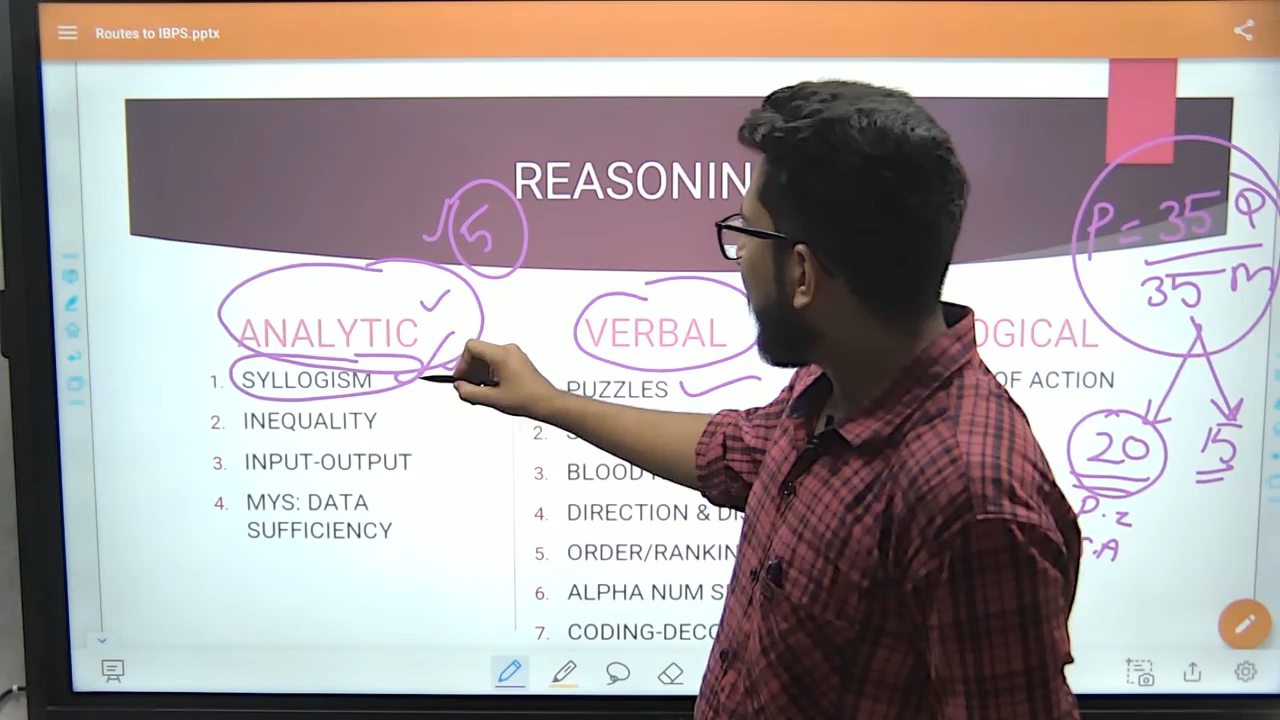 Routes to IBPS.pptx
REASONIN
5
P = 35 Q
35 m
ANALYTIC
1. SYLLOGISM
2. INEQUALITY
3. INPUT-OUTPUT
4. MYS: DATA
SUFFICIENCY
VERBAL
PUZZLES
2.
3. BLOOD
4. DIRECTION &
5. ORDER/RANKIN
6. ALPHA NUM
7. CODING-DECO
OGICAL
OF ACTION
20 15
P.Z
.A